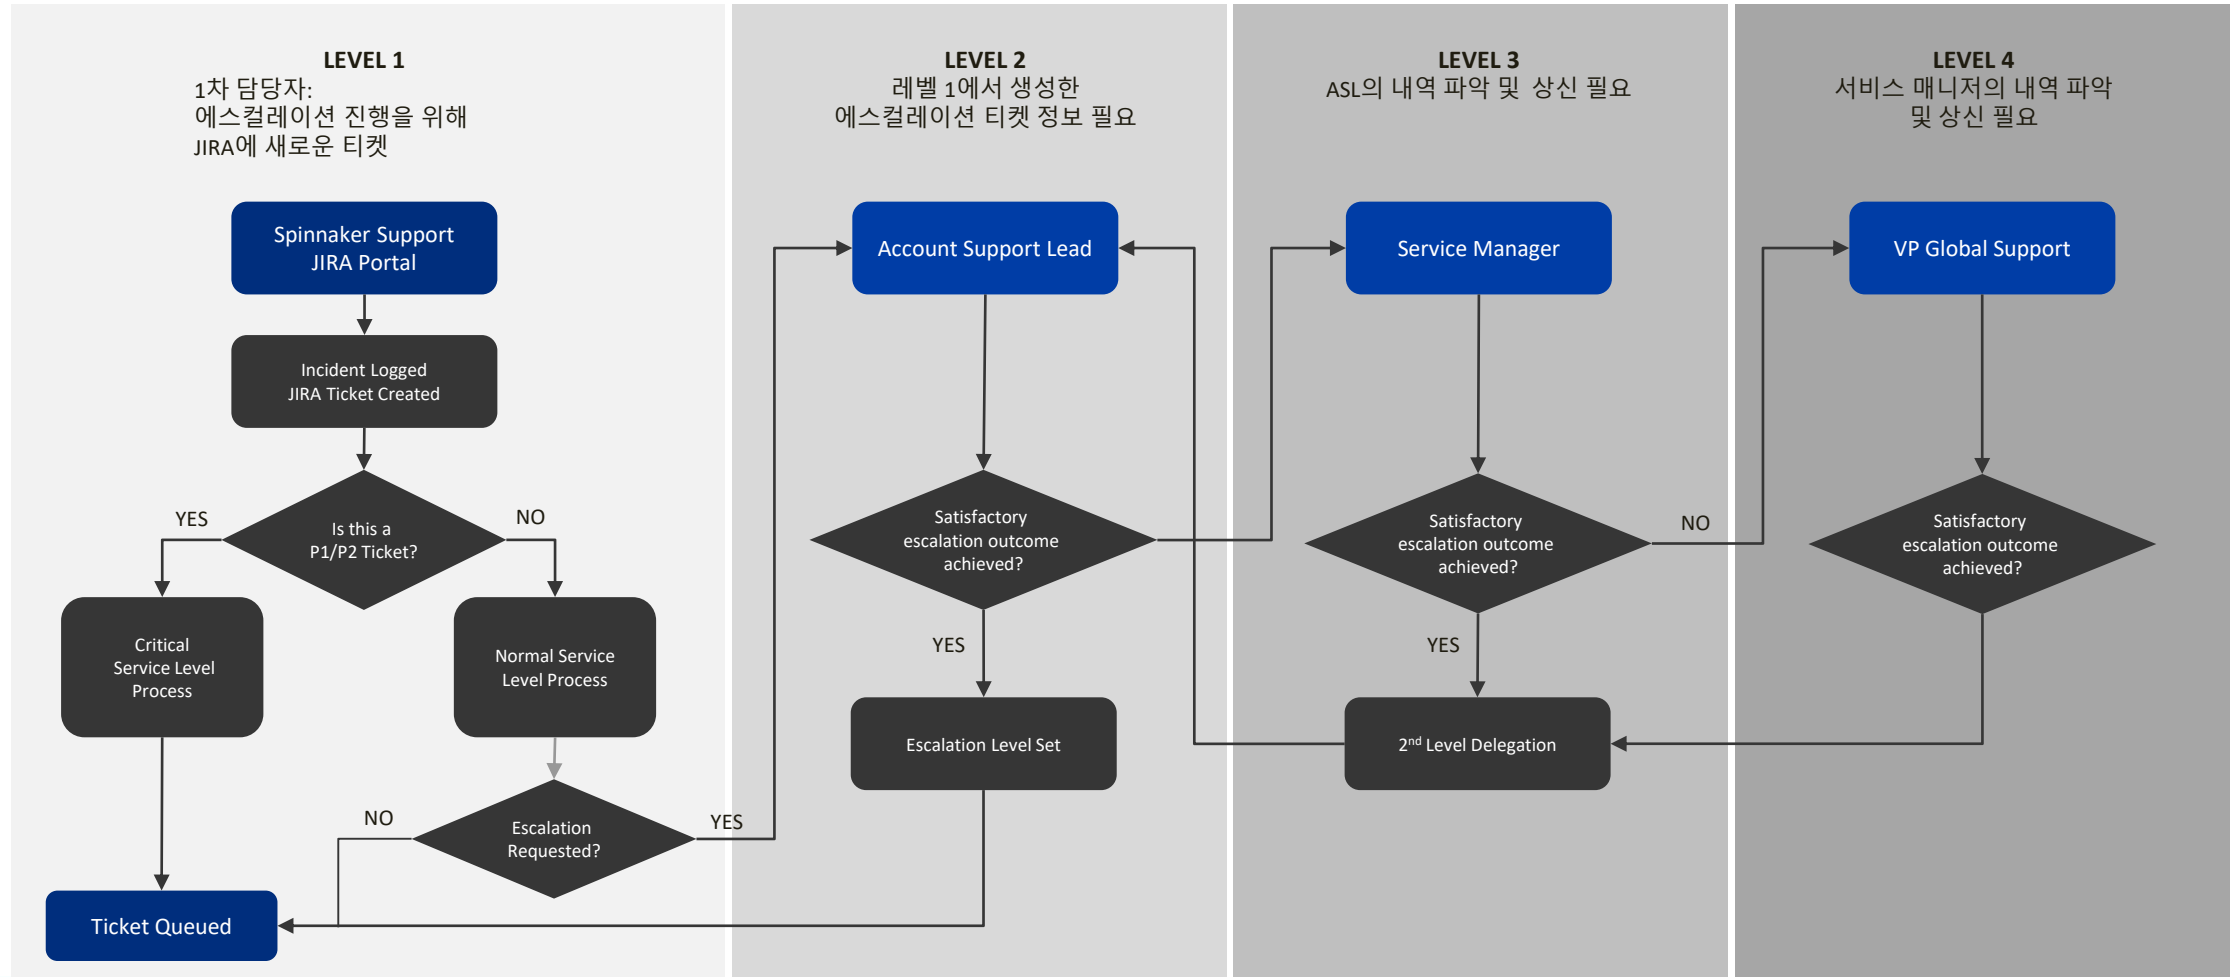 LEVEL 1
1차 담당자:
에스컬레이션 진행을 위해
JIRA에 새로운 티켓
Spinnaker Support
JIRA Portal
Incident Logged
JIRA Ticket Created
Is this a
P1/P2 Ticket?
YES
NO
Critical
Service Level
Process
Normal Service
Level Process
Escalation
Requested?
NO
YES
Ticket Queued
LEVEL 2
레벨 1에서 생성한
에스컬레이션 티켓 정보 필요
Account Support Lead
Satisfactory
escalation outcome
achieved?
YES
Escalation Level Set
LEVEL 3
ASL의 내역 파악 및 상신 필요
Service Manager
Satisfactory
escalation outcome
achieved?
NO
YES
2nd Level Delegation
LEVEL 4
서비스 매니저의 내역 파악
및 상신 필요
VP Global Support
Satisfactory
escalation outcome
achieved?